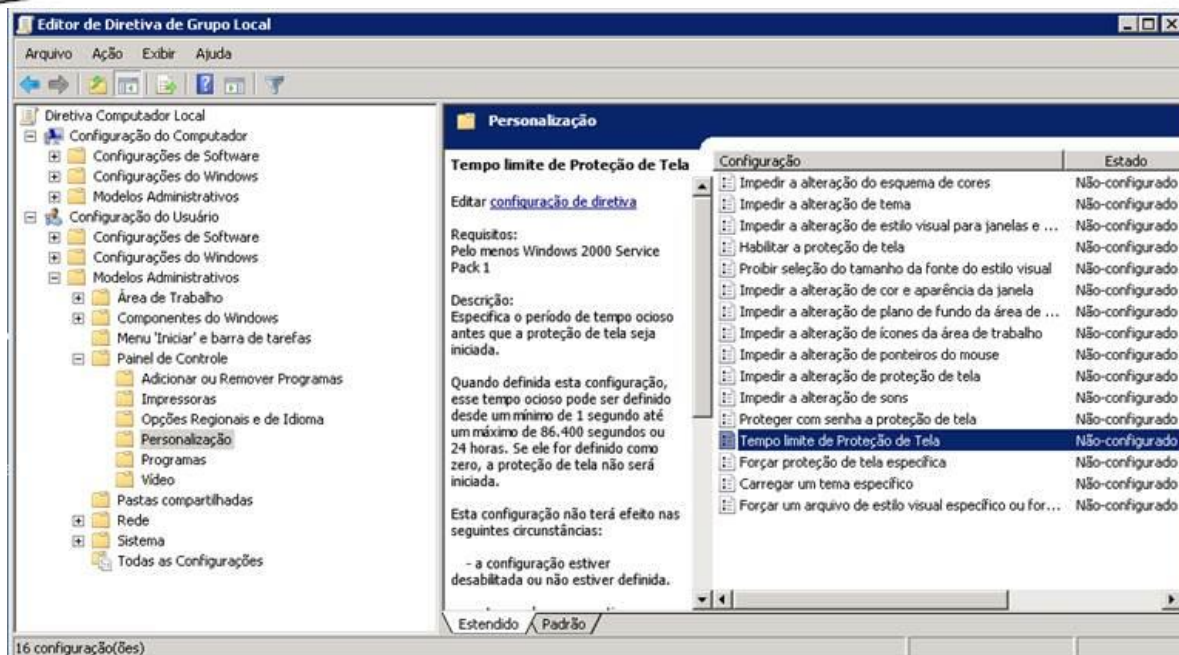 Editor de Diretiva de Grupo Local
Arquivo Ação Exibir Ajuda
Diretiva Computador Local
Configuração do Computador
Configurações de Software
Configurações do Windows
Modelos Administrativos
Configuração do Usuário
Configurações de Software
Configurações do Windows
Modelos Administrativos
Área de Trabalho
Componentes do Windows
Menu 'Iniciar' e barra de tarefas
Painel de Controle
Adicionar ou Remover Programas
Impressoras
Opções Regionais e de Idioma
Personalização
Programas
Vídeo
Pastas compartilhadas
Rede
Sistema
Todas as Configurações
Personalização
Tempo limite de Proteção de Tela
Editar configuração de diretiva
Requisitos:
Pelo menos Windows 2000 Service
Pack 1
Descrição:
Especifica o período de tempo ocioso
antes que a proteção de tela seja
iniciada.
Quando definida esta configuração,
esse tempo ocioso pode ser definido
desde um mínimo de 1 segundo até
um máximo de 86.400 segundos ou
24 horas. Se ele for definido como
zero, a proteção de tela não será
iniciada.
Esta configuração não terá efeito nas
seguintes circunstâncias:
- a configuração estiver
desabilitada ou não estiver definida.
Configuração Estado
Impedir a alteração do esquema de cores Não-configurado
Impedir a alteração de tema Não-configurado
Impedir a alteração de estilo visual para janelas e ... Não-configurado
Habilitar a proteção de tela Não-configurado
Proibir seleção do tamanho da fonte do estilo visual Não-configurado
Impedir a alteração de cor e aparência da janela Não-configurado
Impedir a alteração de plano de fundo da área de ... Não-configurado
Impedir a alteração de ícones da área de trabalho Não-configurado
Impedir a alteração de ponteiros do mouse Não-configurado
Impedir a alteração de proteção de tela Não-configurado
Impedir a alteração de sons Não-configurado
Proteger com senha a proteção de tela Não-configurado
Tempo limite de Proteção de Tela Não-configurado
Forçar proteção de tela específica Não-configurado
Carregar um tema específico Não-configurado
Forçar um arquivo de estilo visual específico ou for... Não-configurado
Estendido Padrão
16 configuração(ões)